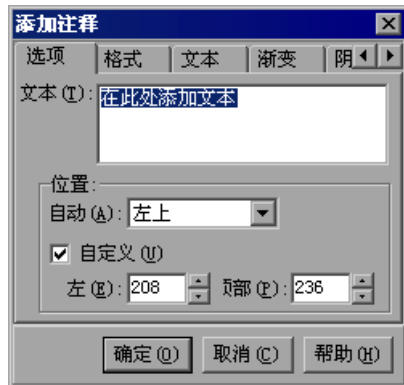 添加注释
选项 格式 文本 渐变 阴
文本(T): 在此处添加文本
位置:
自动(A): 左上
自定义(U)
左(E): 208 顶部(P): 236
确定(O) 取消(C) 帮助(H)